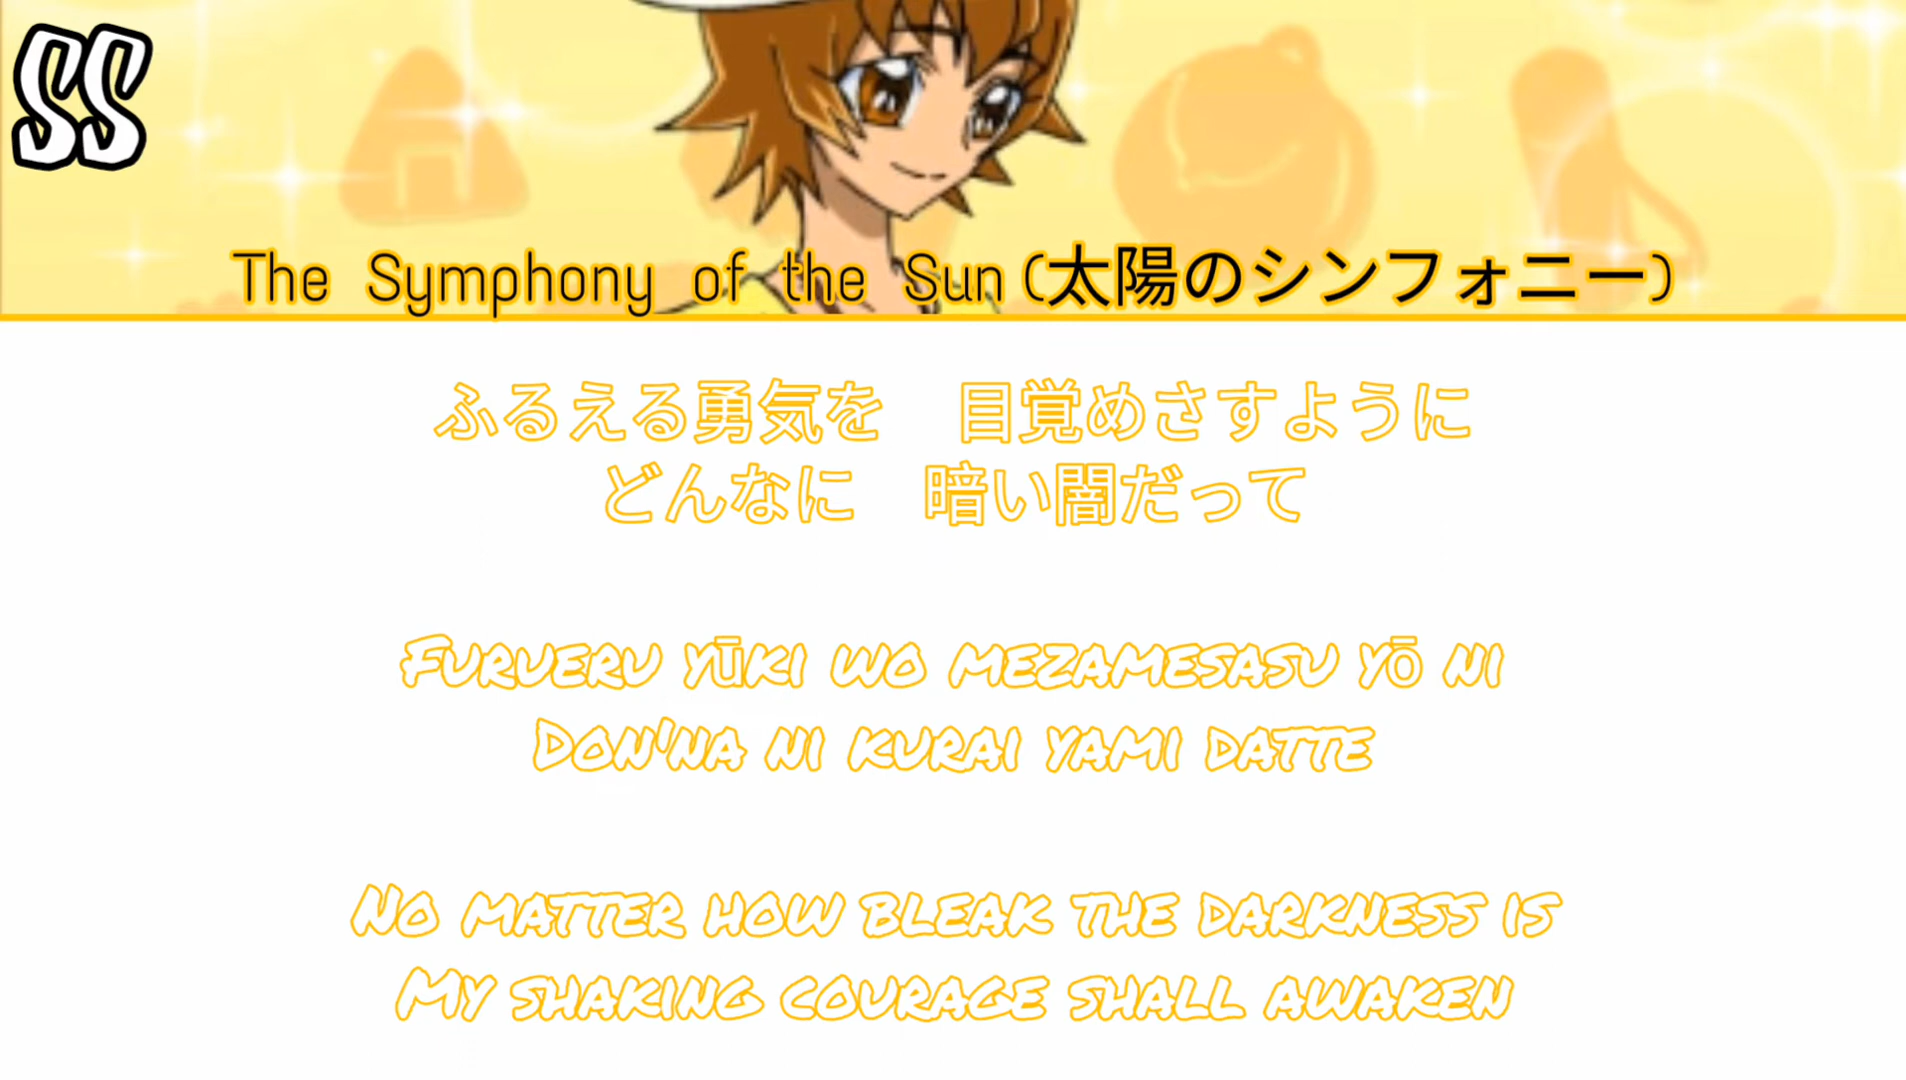 SS
The Symphony of the Sun (太陽のシンフォニー)
ふるえる勇気を　目覚めさすように
どんなに　暗い闇だって
Furueru yūki wo mezamesasu yō ni
Don'na ni kurai yami datte
No matter how bleak the darkness is
My shaking courage shall awaken